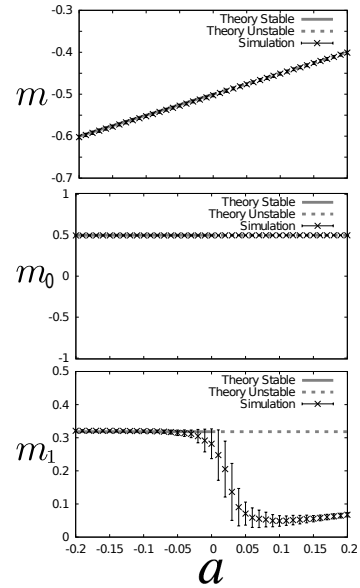 -0.3
Theory Stable
Theory Unstable
Simulation
-0.4
m
-0.5
-0.6
-0.7
1
Theory Stable
Theory Unstable
Simulation
0.5
m0
0
-0.5
-1
0.5
Theory Stable
Theory Unstable
Simulation
0.4
0.3
m1
0.2
0.1
0
-0.2 -0.15 -0.1 -0.05 0 0.05 0.1 0.15 0.2
a